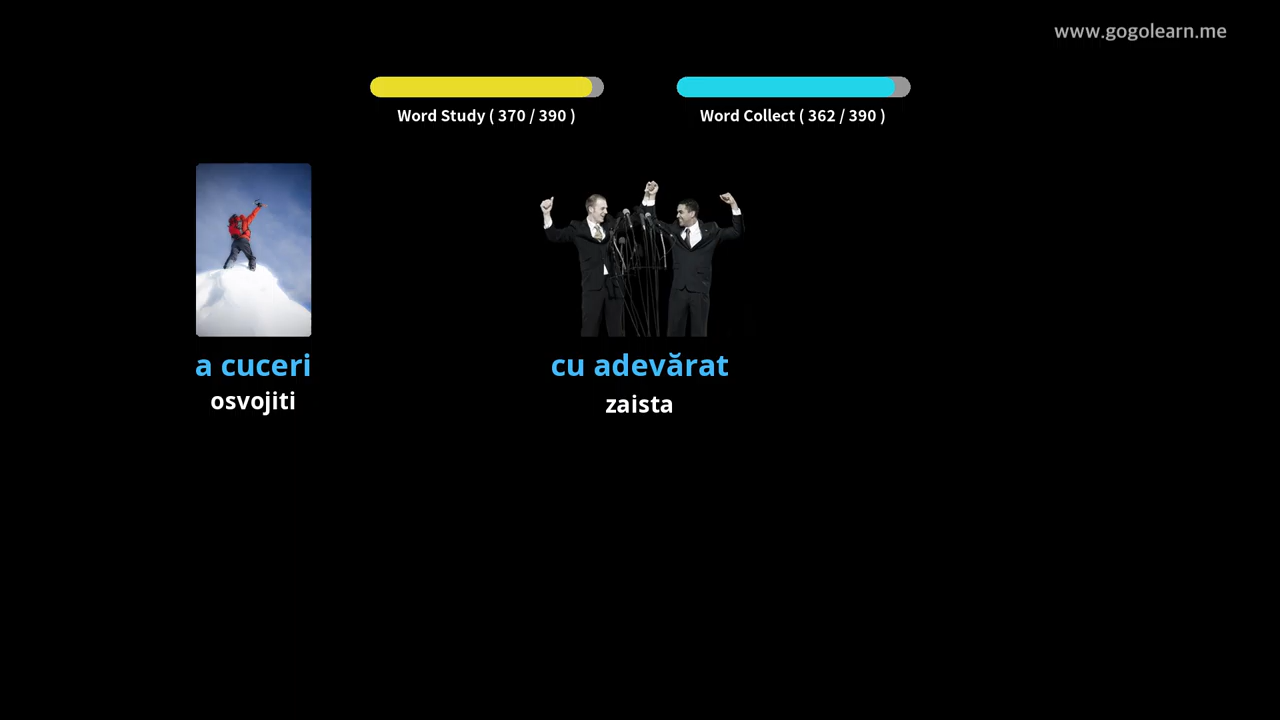 www.gogolearn.me
Word Study ( 370 / 390 )
Word Collect ( 362 / 390 )
a cuceri
osvojiti
cu adevărat
zaista